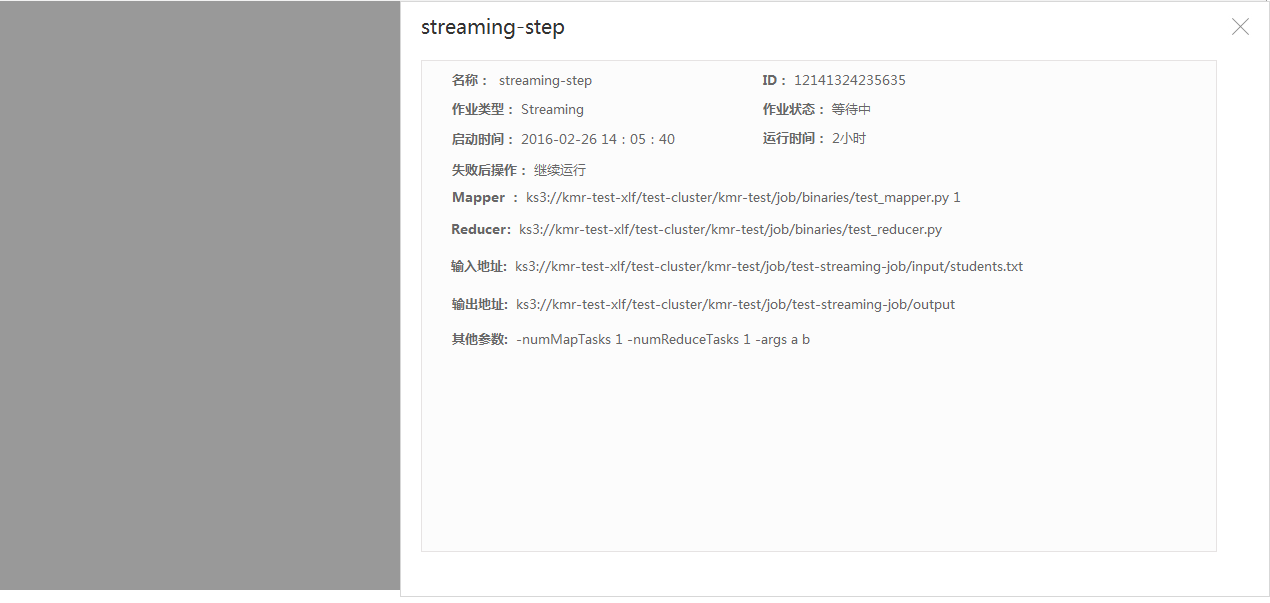 streaming-step
名称： streaming-step ID： 12141324235635
作业类型： Streaming 作业状态： 等待中
启动时间： 2016-02-26 14：05：40 运行时间： 2小时
失败后操作： 继续运行
Mapper ： ks3://kmr-test-xlf/test-cluster/kmr-test/job/binaries/test_mapper.py 1
Reducer: ks3://kmr-test-xlf/test-cluster/kmr-test/job/binaries/test_reducer.py
输入地址: ks3://kmr-test-xlf/test-cluster/kmr-test/job/test-streaming-job/input/students.txt
输出地址: ks3://kmr-test-xlf/test-cluster/kmr-test/job/test-streaming-job/output
其他参数: -numMapTasks 1 -numReduceTasks 1 -args a b